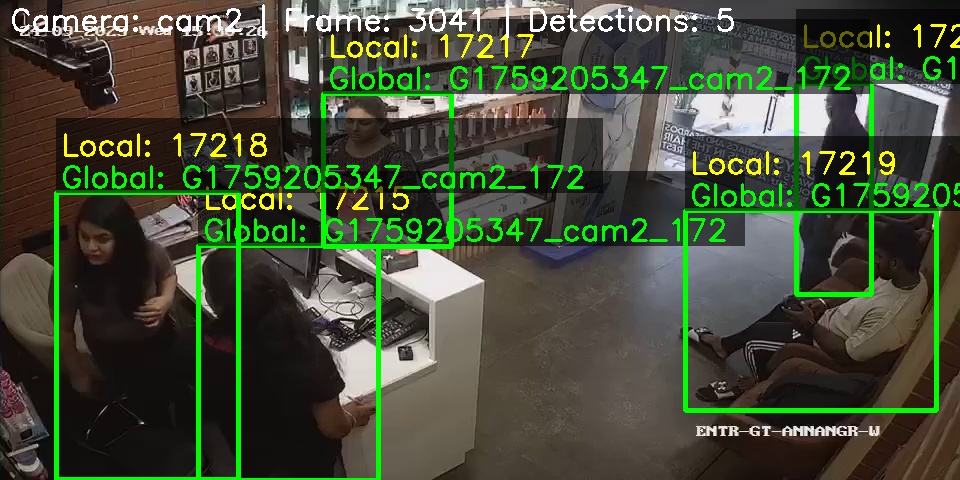 Camera: cam2 | Frame: 3041 | Detections: 5
Local: 17217
Global: G1759205347_cam2_172
Local: 172
Global: G1
Local: 17218
Global: G1759205347_cam2_172
Local: 17219
Global: G1759205
Local: 17215
Global: G1759205347_cam2_172
ENTR-GT-ANNANGR-W